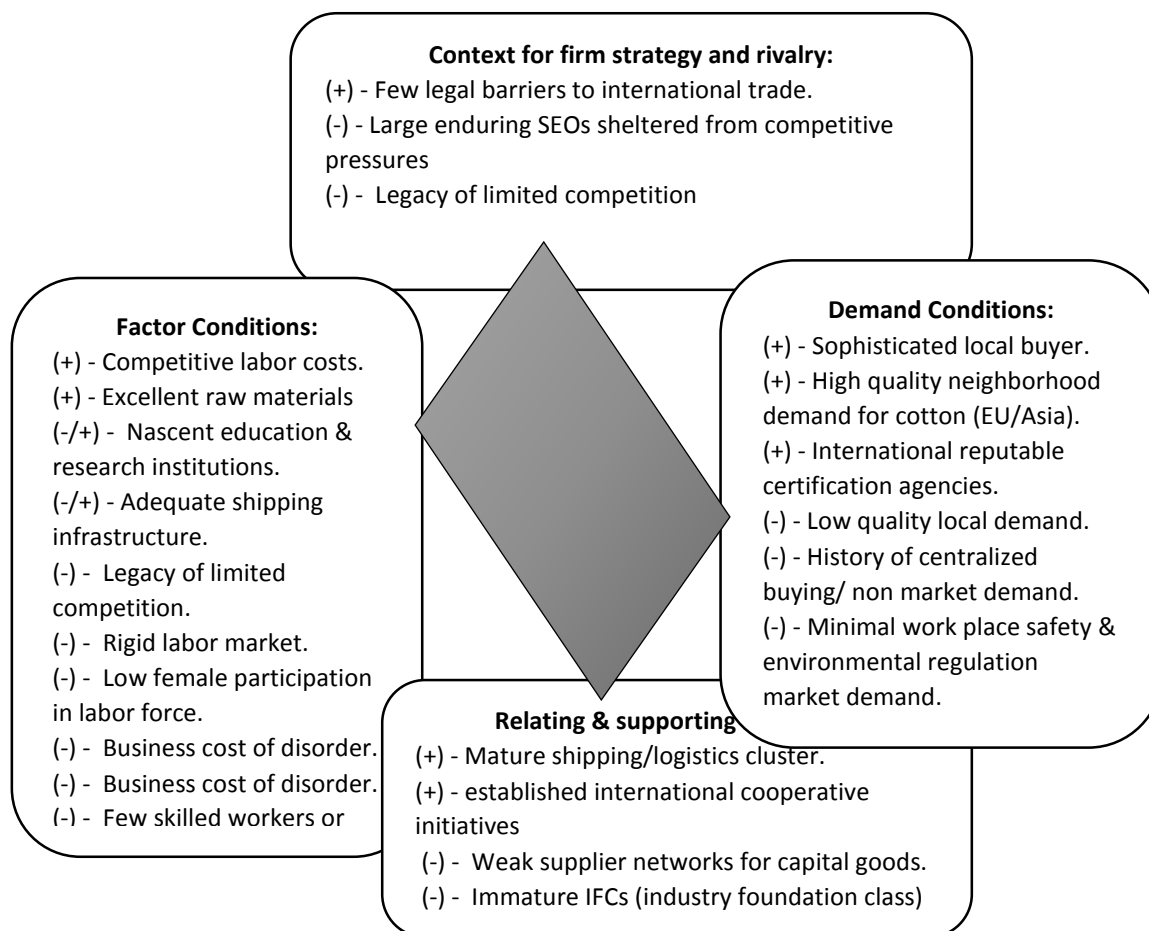 Context for firm strategy and rivalry:
(+) - Few legal barriers to international trade.
(-) - Large enduring SEOs sheltered from competitive
pressures
(-) - Legacy of limited competition
Factor Conditions:
(+) - Competitive labor costs.
(+) - Excellent raw materials
(-/+) - Nascent education &
research institutions.
(-/+) - Adequate shipping
infrastructure.
(-) - Legacy of limited
competition.
(-) - Rigid labor market.
(-) - Low female participation
in labor force.
(-) - Business cost of disorder.
(-) - Business cost of disorder.
(-) - Few skilled workers or
Demand Conditions:
(+) - Sophisticated local buyer.
(+) - High quality neighborhood
demand for cotton (EU/Asia).
(+) - International reputable
certification agencies.
(-) - Low quality local demand.
(-) - History of centralized
buying/ non market demand.
(-) - Minimal work place safety &
environmental regulation
market demand.
Relating & supporting
(+) - Mature shipping/logistics cluster.
(+) - established international cooperative
initiatives
(-) - Weak supplier networks for capital goods.
(-) - Immature IFCs (industry foundation class)